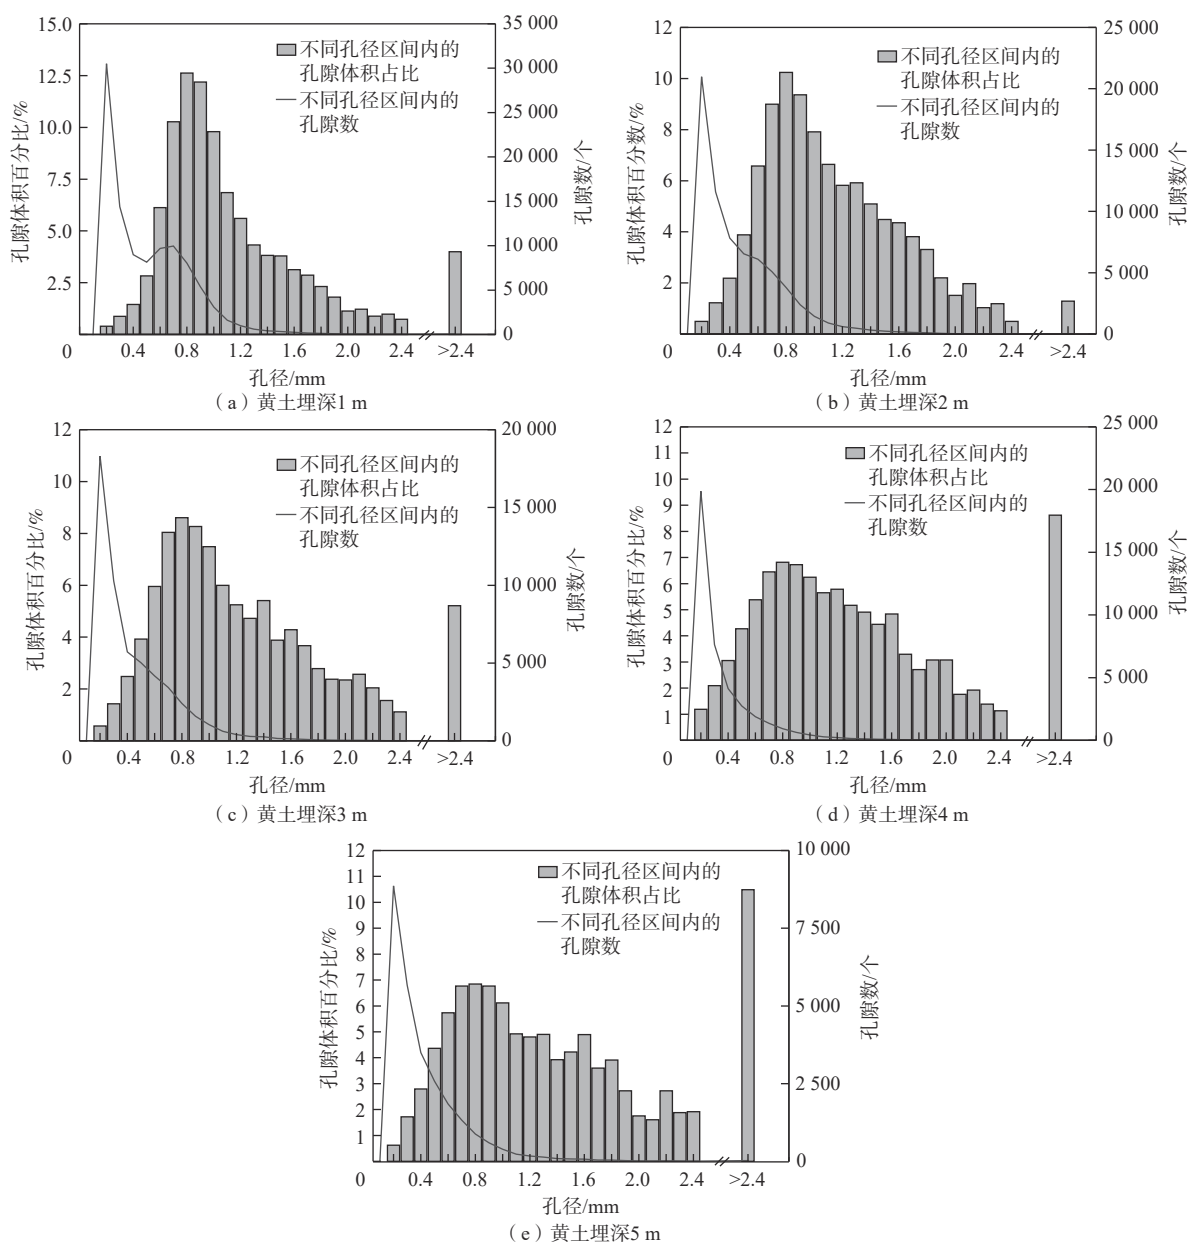 15.0
12.5
10.0
7.5
5.0
2.5
0
孔隙体积百分比/%
35 000
30 000
25 000
20 000
15 000
10 000
5 000
0
孔隙数/个
不同孔径区间内的
孔隙体积占比
不同孔径区间内的
孔隙数
0.4 0.8 1.2 1.6 2.0 2.4 >2.4
孔径/mm
（a）黄土埋深1 m
12
10
8
6
4
2
0
孔隙体积百分数/%
25 000
20 000
15 000
10 000
5 000
0
孔隙数/个
不同孔径区间内的
孔隙体积占比
不同孔径区间内的
孔隙数
0.4 0.8 1.2 1.6 2.0 2.4 >2.4
孔径/mm
（b）黄土埋深2 m
12
10
8
6
4
2
0
孔隙体积百分比/%
20 000
15 000
10 000
5 000
0
孔隙数/个
不同孔径区间内的
孔隙体积占比
不同孔径区间内的
孔隙数
0.4 0.8 1.2 1.6 2.0 2.4 >2.4
孔径/mm
（c）黄土埋深3 m
12
11
10
9
8
7
6
5
4
3
2
1
0
孔隙体积百分比/%
25 000
20 000
15 000
10 000
5 000
0
孔隙数/个
不同孔径区间内的
孔隙体积占比
不同孔径区间内的
孔隙数
0.4 0.8 1.2 1.6 2.0 2.4 >2.4
孔径/mm
（d）黄土埋深4 m
12
11
10
9
8
7
6
5
4
3
2
1
0
孔隙体积百分比/%
10 000
7 500
5 000
2 500
0
孔隙数/个
不同孔径区间内的
孔隙体积占比
不同孔径区间内的
孔隙数
0.4 0.8 1.2 1.6 2.0 2.4 >2.4
孔径/mm
（e）黄土埋深5 m